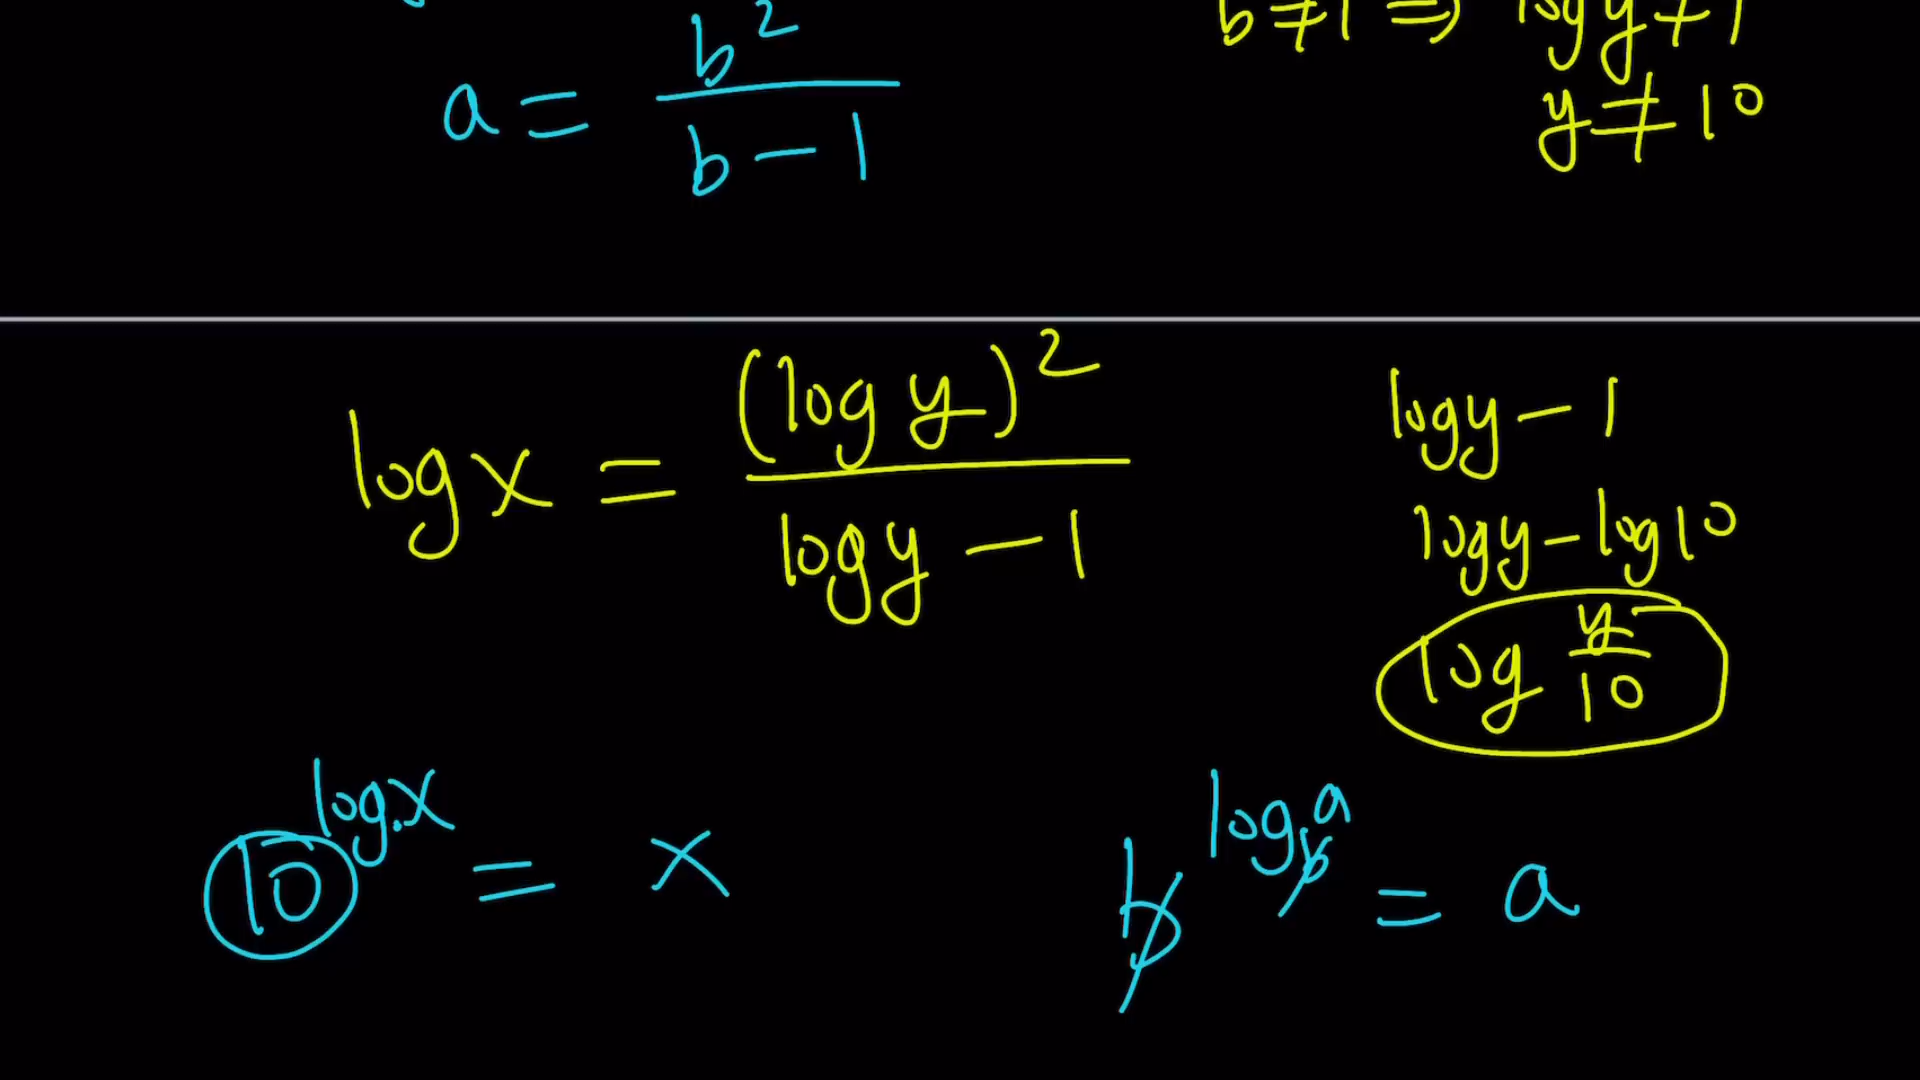 b ≠ 1 ⇒ log y ≠ 1
a = b² / (b − 1)
y ≠ 10
log x = (log y)² / (log y − 1)
log y − 1
log y − log 10
log y/10
10^(log x) = x
b^(log_b a) = a